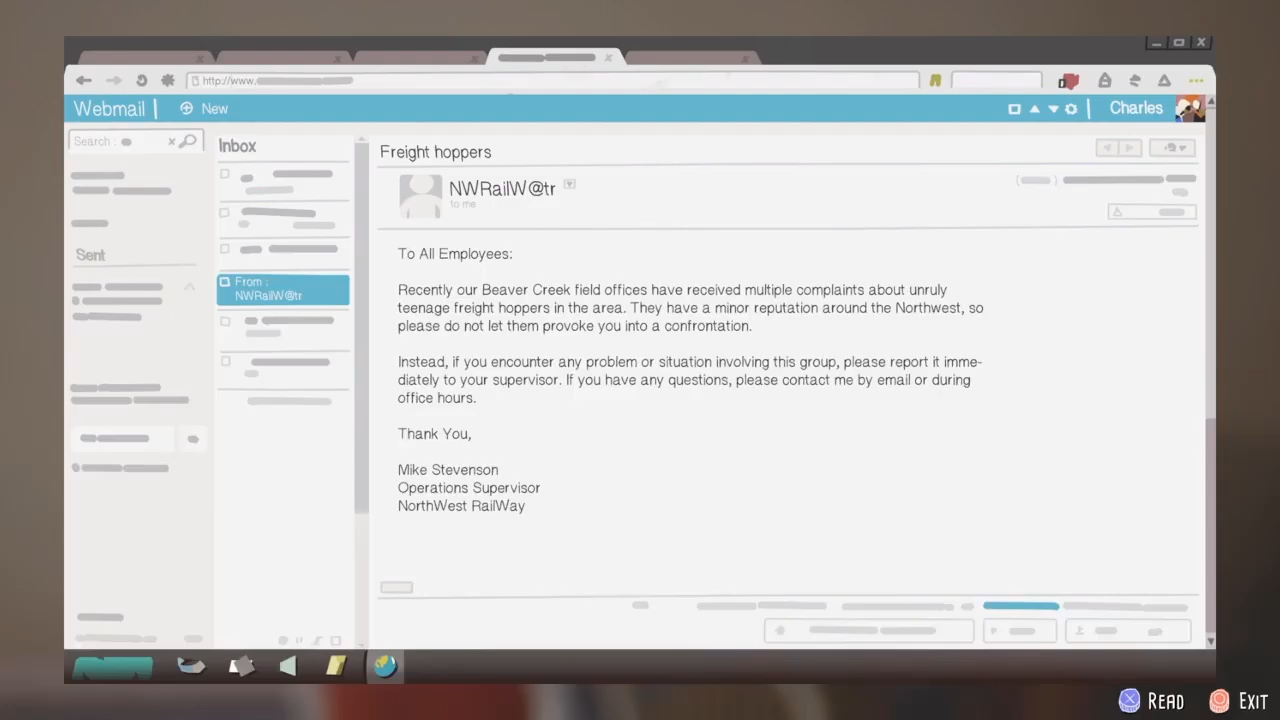 http://www.
Webmail |
New
Charles
Search :
Inbox
Freight hoppers
NWRailW@tr
to me
Sent
From :
NWRailW@tr
To All Employees:
Recently our Beaver Creek field offices have received multiple complaints about unruly
teenage freight hoppers in the area. They have a minor reputation around the Northwest, so
please do not let them provoke you into a confrontation.
Instead, if you encounter any problem or situation involving this group, please report it imme-
diately to your supervisor. If you have any questions, please contact me by email or during
office hours.
Thank You,
Mike Stevenson
Operations Supervisor
NorthWest RailWay
READ
EXIT